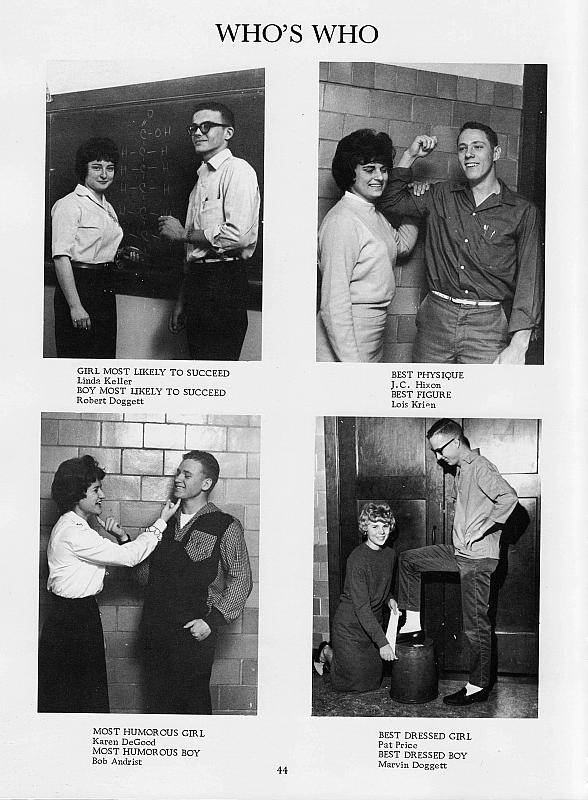 WHO'S WHO
GIRL MOST LIKELY TO SUCCEED
Linda Keller
BOY MOST LIKELY TO SUCCEED
Robert Doggett
BEST PHYSIQUE
J.C. Hixon
BEST FIGURE
Lois Krien
MOST HUMOROUS GIRL
Karen DeGood
MOST HUMOROUS BOY
Bob Andrist
BEST DRESSED GIRL
Pat Price
BEST DRESSED BOY
Marvin Doggett
44